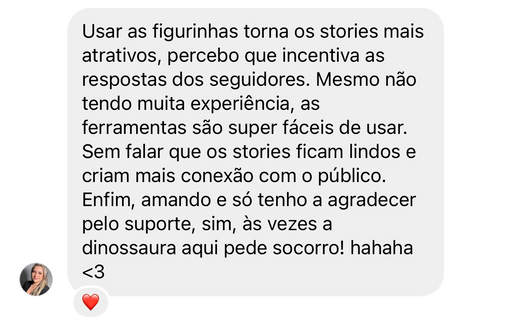 Usar as figurinhas torna os stories mais
atrativos, percebo que incentiva as
respostas dos seguidores. Mesmo não
tendo muita experiência, as
ferramentas são super fáceis de usar.
Sem falar que os stories ficam lindos e
criam mais conexão com o público.
Enfim, amando e só tenho a agradecer
pelo suporte, sim, às vezes a
dinossaura aqui pede socorro! hahaha
<3